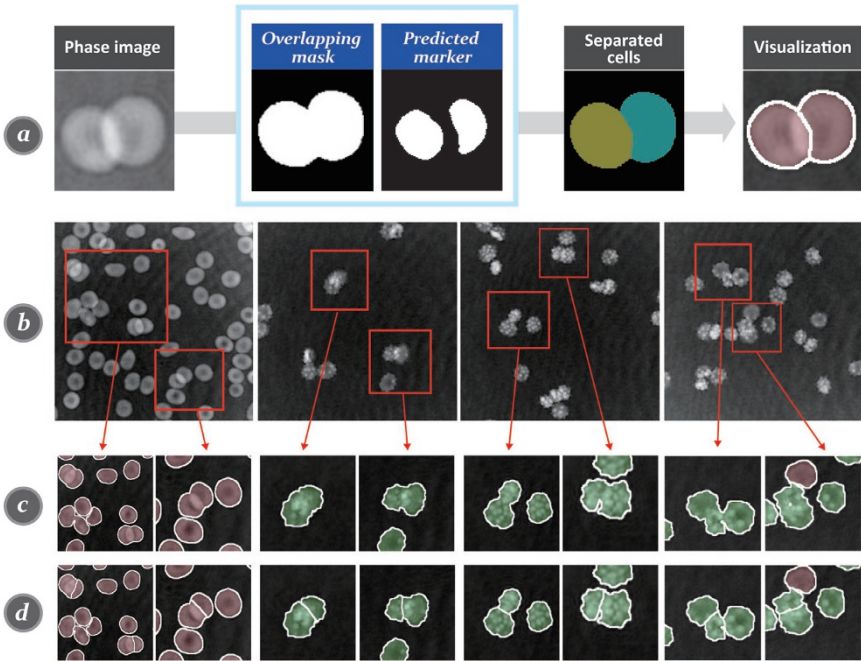 Phase image
Overlapping
mask
Predicted
marker
Separated
cells
Visualization
a
b
c
d